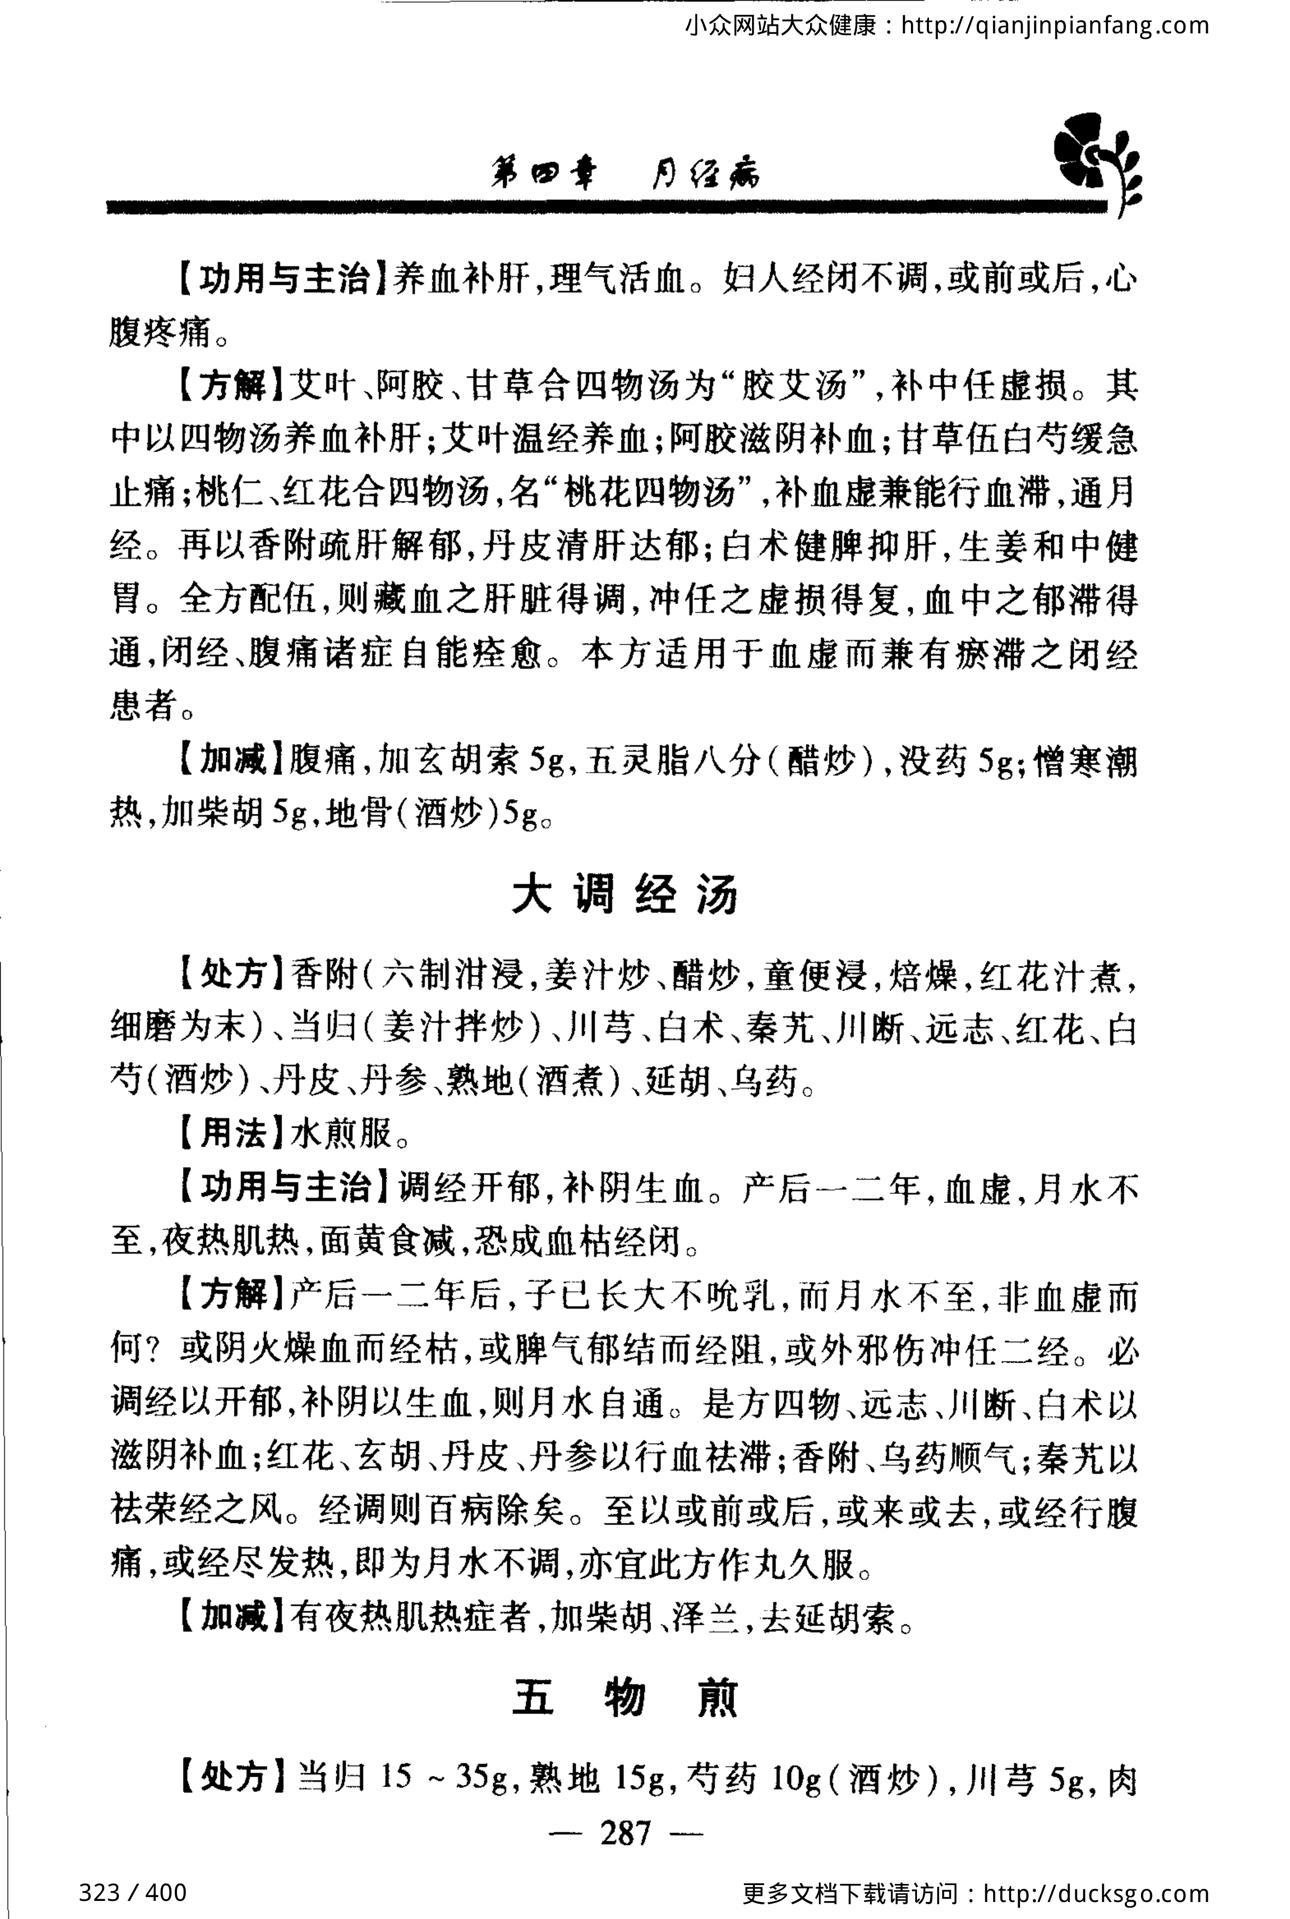 小众网站大众健康：http://qianjinpianfang.com
第四章 月经病
【功用与主治】养血补肝,理气活血。妇人经闭不调,或前或后,心
腹疼痛。
【方解】艾叶、阿胶、甘草合四物汤为“胶艾汤”,补中任虚损。其
中以四物汤养血补肝;艾叶温经养血;阿胶滋阴补血;甘草伍白芍缓急
止痛;桃仁、红花合四物汤,名“桃花四物汤”,补血虚兼能行血滞,通月
经。再以香附疏肝解郁,丹皮清肝达郁;白术健脾抑肝,生姜和中健
胃。全方配伍,则藏血之肝脏得调,冲任之虚损得复,血中之郁滞得
通,闭经、腹痛诸症自能痊愈。本方适用于血虚而兼有瘀滞之闭经
患者。
【加减】腹痛,加玄胡索5g,五灵脂八分(醋炒),没药5g;憎寒潮
热,加柴胡5g,地骨(酒炒)5g。
大调经汤
【处方】香附(六制泔浸,姜汁炒、醋炒,童便浸,焙燥,红花汁煮,
细磨为末)、当归(姜汁拌炒)、川芎、白术、秦艽、川断、远志、红花、白
芍(酒炒)、丹皮、丹参、熟地(酒煮)、延胡、乌药。
【用法】水煎服。
【功用与主治】调经开郁,补阴生血。产后一二年,血虚,月水不
至,夜热肌热,面黄食减,恐成血枯经闭。
【方解】产后一二年后,子已长大不吮乳,而月水不至,非血虚而
何？或阴火燥血而经枯,或脾气郁结而经阻,或外邪伤冲任二经。必
调经以开郁,补阴以生血,则月水自通。是方四物、远志、川断、白术以
滋阴补血;红花、玄胡、丹皮、丹参以行血祛滞;香附、乌药顺气;秦艽以
祛荣经之风。经调则百病除矣。至以或前或后,或来或去,或经行腹
痛,或经尽发热,即为月水不调,亦宜此方作丸久服。
【加减】有夜热肌热症者,加柴胡、泽兰,去延胡索。
五物煎
【处方】当归15～35g,熟地15g,芍药10g(酒炒),川芎5g,肉
— 287 —
323 / 400
更多文档下载请访问：http://ducksgo.com